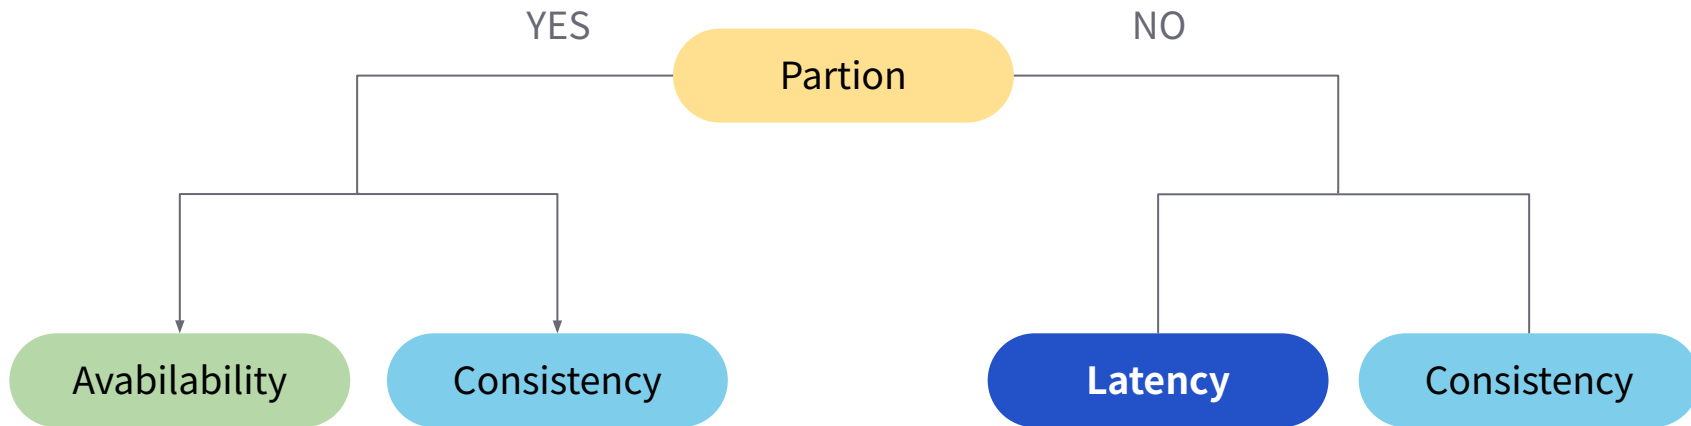 YES
NO
Partion
Avabilability
Consistency
Latency
Consistency